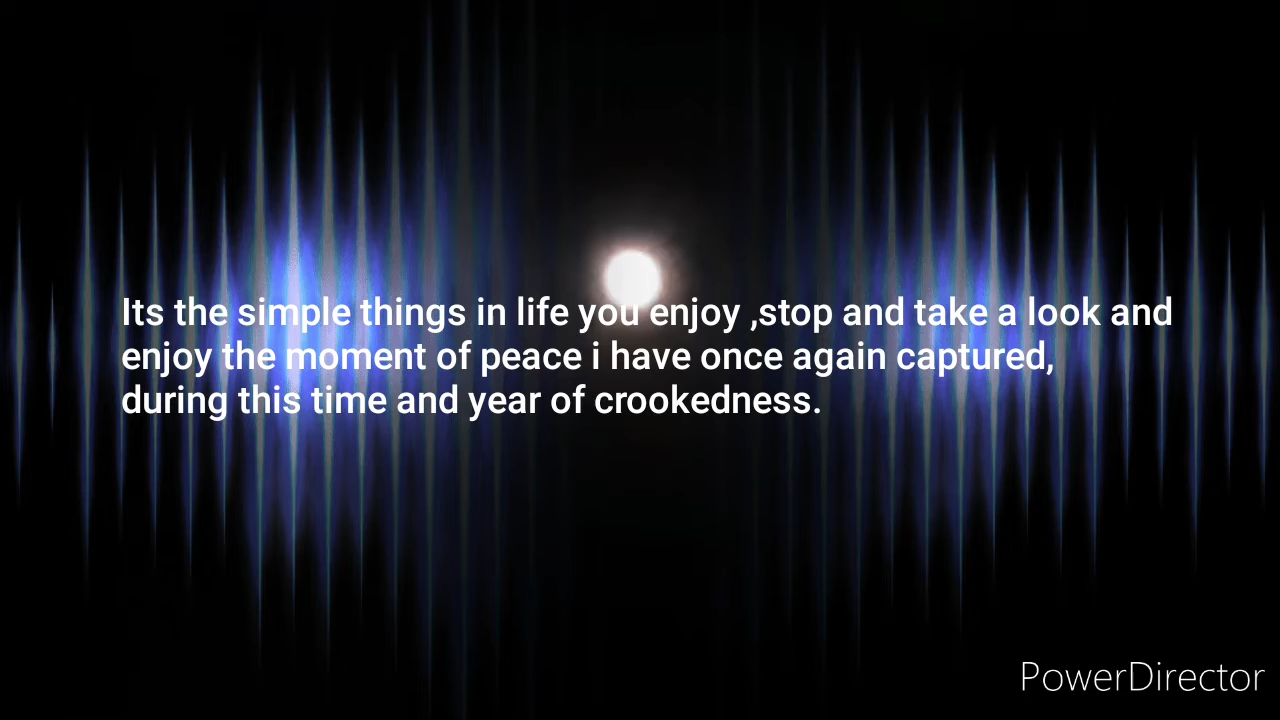 Its the simple things in life you enjoy ,stop and take a look and
enjoy the moment of peace i have once again captured,
during this time and year of crookedness.
PowerDirector